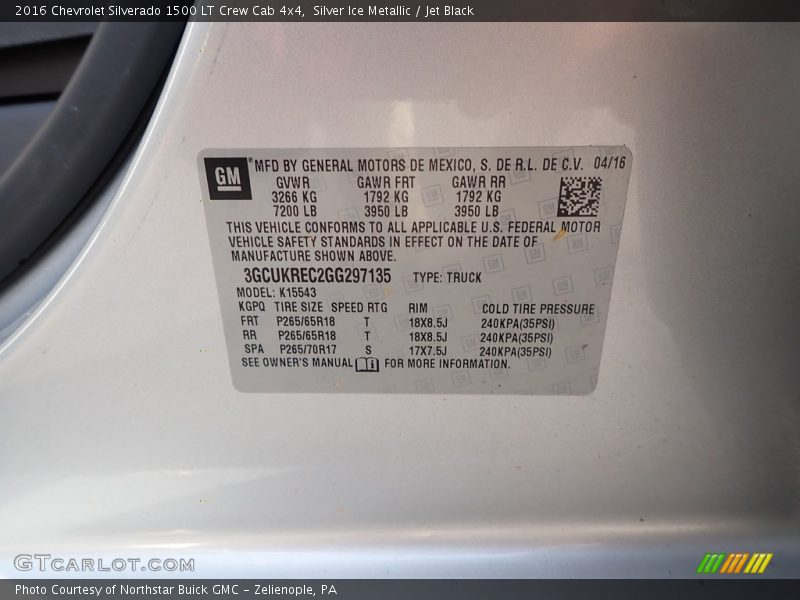 2016 Chevrolet Silverado 1500 LT Crew Cab 4x4, Silver Ice Metallic / Jet Black
GM MFD BY GENERAL MOTORS DE MEXICO, S. DE R.L. DE C.V. 04/16
GVWR GAWR FRT GAWR RR
3266 KG 1792 KG 1792 KG
7200 LB 3950 LB 3950 LB
THIS VEHICLE CONFORMS TO ALL APPLICABLE U.S. FEDERAL MOTOR
VEHICLE SAFETY STANDARDS IN EFFECT ON THE DATE OF
MANUFACTURE SHOWN ABOVE.
3GCUKREC2GG297135 TYPE: TRUCK
MODEL: K15543
KGPQ TIRE SIZE SPEED RTG RIM COLD TIRE PRESSURE
FRT P265/65R18 T 18X8.5J 240KPA(35PSI)
RR P265/65R18 T 18X8.5J 240KPA(35PSI)
SPA P265/70R17 S 17X7.5J 240KPA(35PSI)
SEE OWNER'S MANUAL FOR MORE INFORMATION.
GTcarlot.com
Photo Courtesy of Northstar Buick GMC – Zelienople, PA